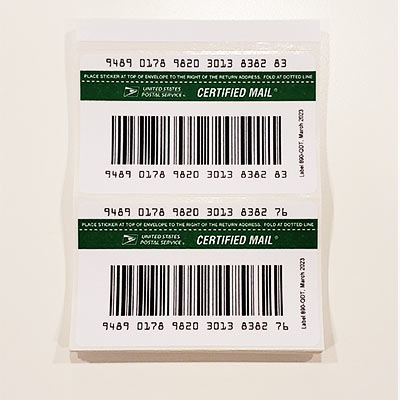 9489 0178 9820 3013 8382 83
PLACE STICKER AT TOP OF ENVELOPE TO THE RIGHT OF THE RETURN ADDRESS. FOLD AT DOTTED LINE
UNITED STATES
POSTAL SERVICE®
CERTIFIED MAIL®
9489 0178 9820 3013 8382 83
Label 890-QDT, March 2023
9489 0178 9820 3013 8382 76
PLACE STICKER AT TOP OF ENVELOPE TO THE RIGHT OF THE RETURN ADDRESS. FOLD AT DOTTED LINE
UNITED STATES
POSTAL SERVICE®
CERTIFIED MAIL®
9489 0178 9820 3013 8382 76
Label 890-QDT, March 2023